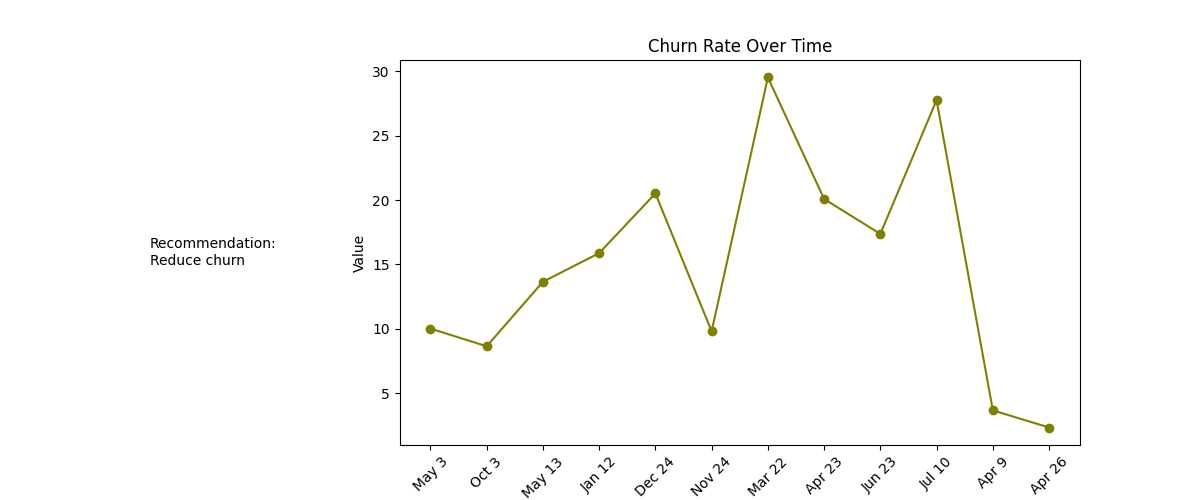 Churn Rate Over Time
Recommendation:
Reduce churn
Value
30
25
20
15
10
5
May 3
Oct 3
May 13
Jan 12
Dec 24
Nov 24
Mar 22
Apr 23
Jun 23
Jul 10
Apr 9
Apr 26